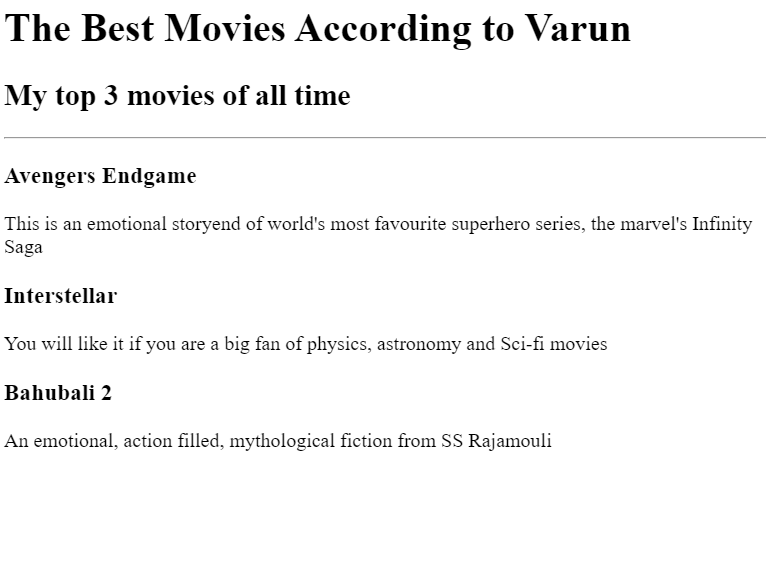 The Best Movies According to Varun
My top 3 movies of all time
Avengers Endgame
This is an emotional storyend of world's most favourite superhero series, the marvel's Infinity
Saga
Interstellar
You will like it if you are a big fan of physics, astronomy and Sci-fi movies
Bahubali 2
An emotional, action filled, mythological fiction from SS Rajamouli